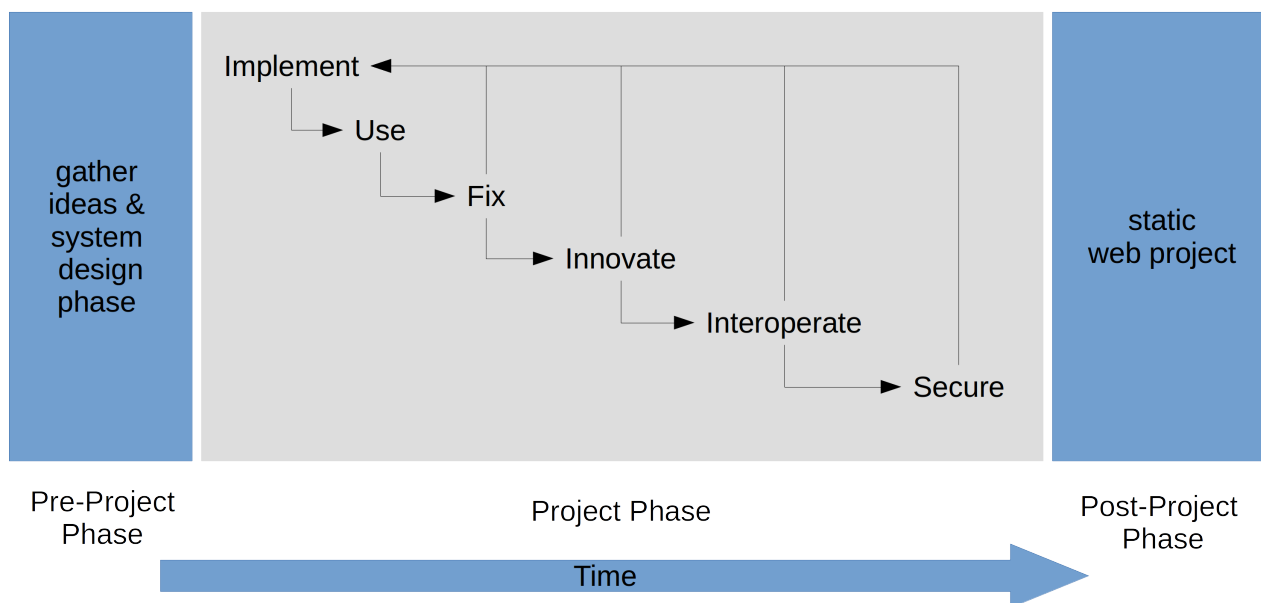 gather
ideas &
system
design
phase
Implement
Use
Fix
Innovate
Interoperate
Secure
static
web project
Pre-Project
Phase
Project Phase
Post-Project
Phase
Time